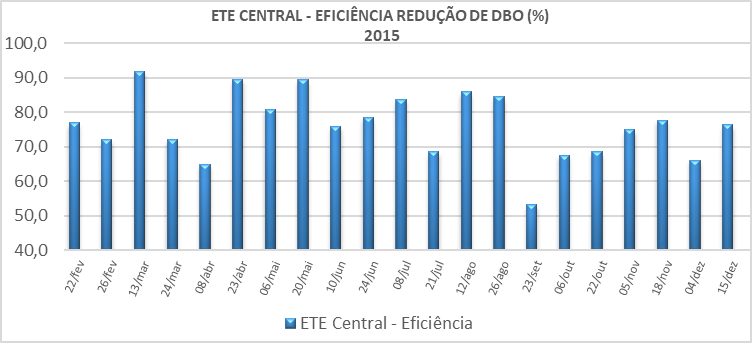 ETE CENTRAL - EFICIÊNCIA REDUÇÃO DE DBO (%)
2015
100,0
90,0
80,0
70,0
60,0
50,0
40,0
22/fev
26/fev
13/mar
24/mar
08/abr
23/abr
06/mai
20/mai
10/jun
24/jun
08/jul
21/jul
12/ago
26/ago
23/set
06/out
22/out
05/nov
18/nov
04/dez
15/dez
ETE Central - Eficiência